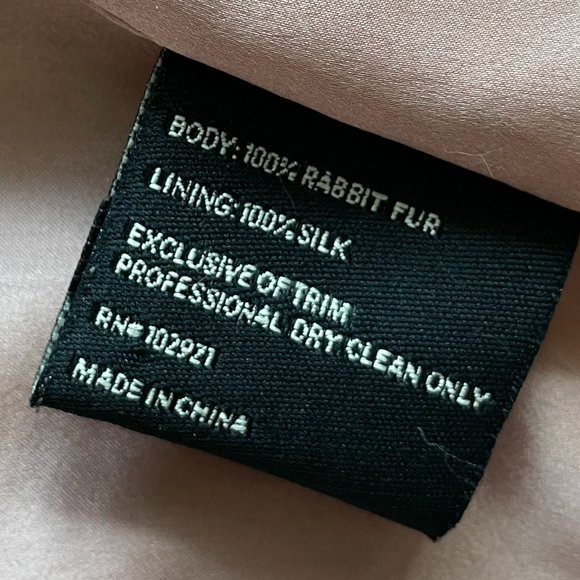 BODY: 100% RABBIT FUR
LINING: 100% SILK
EXCLUSIVE OF TRIM
PROFESSIONAL DRY CLEAN ONLY
RN# 102921
MADE IN CHINA